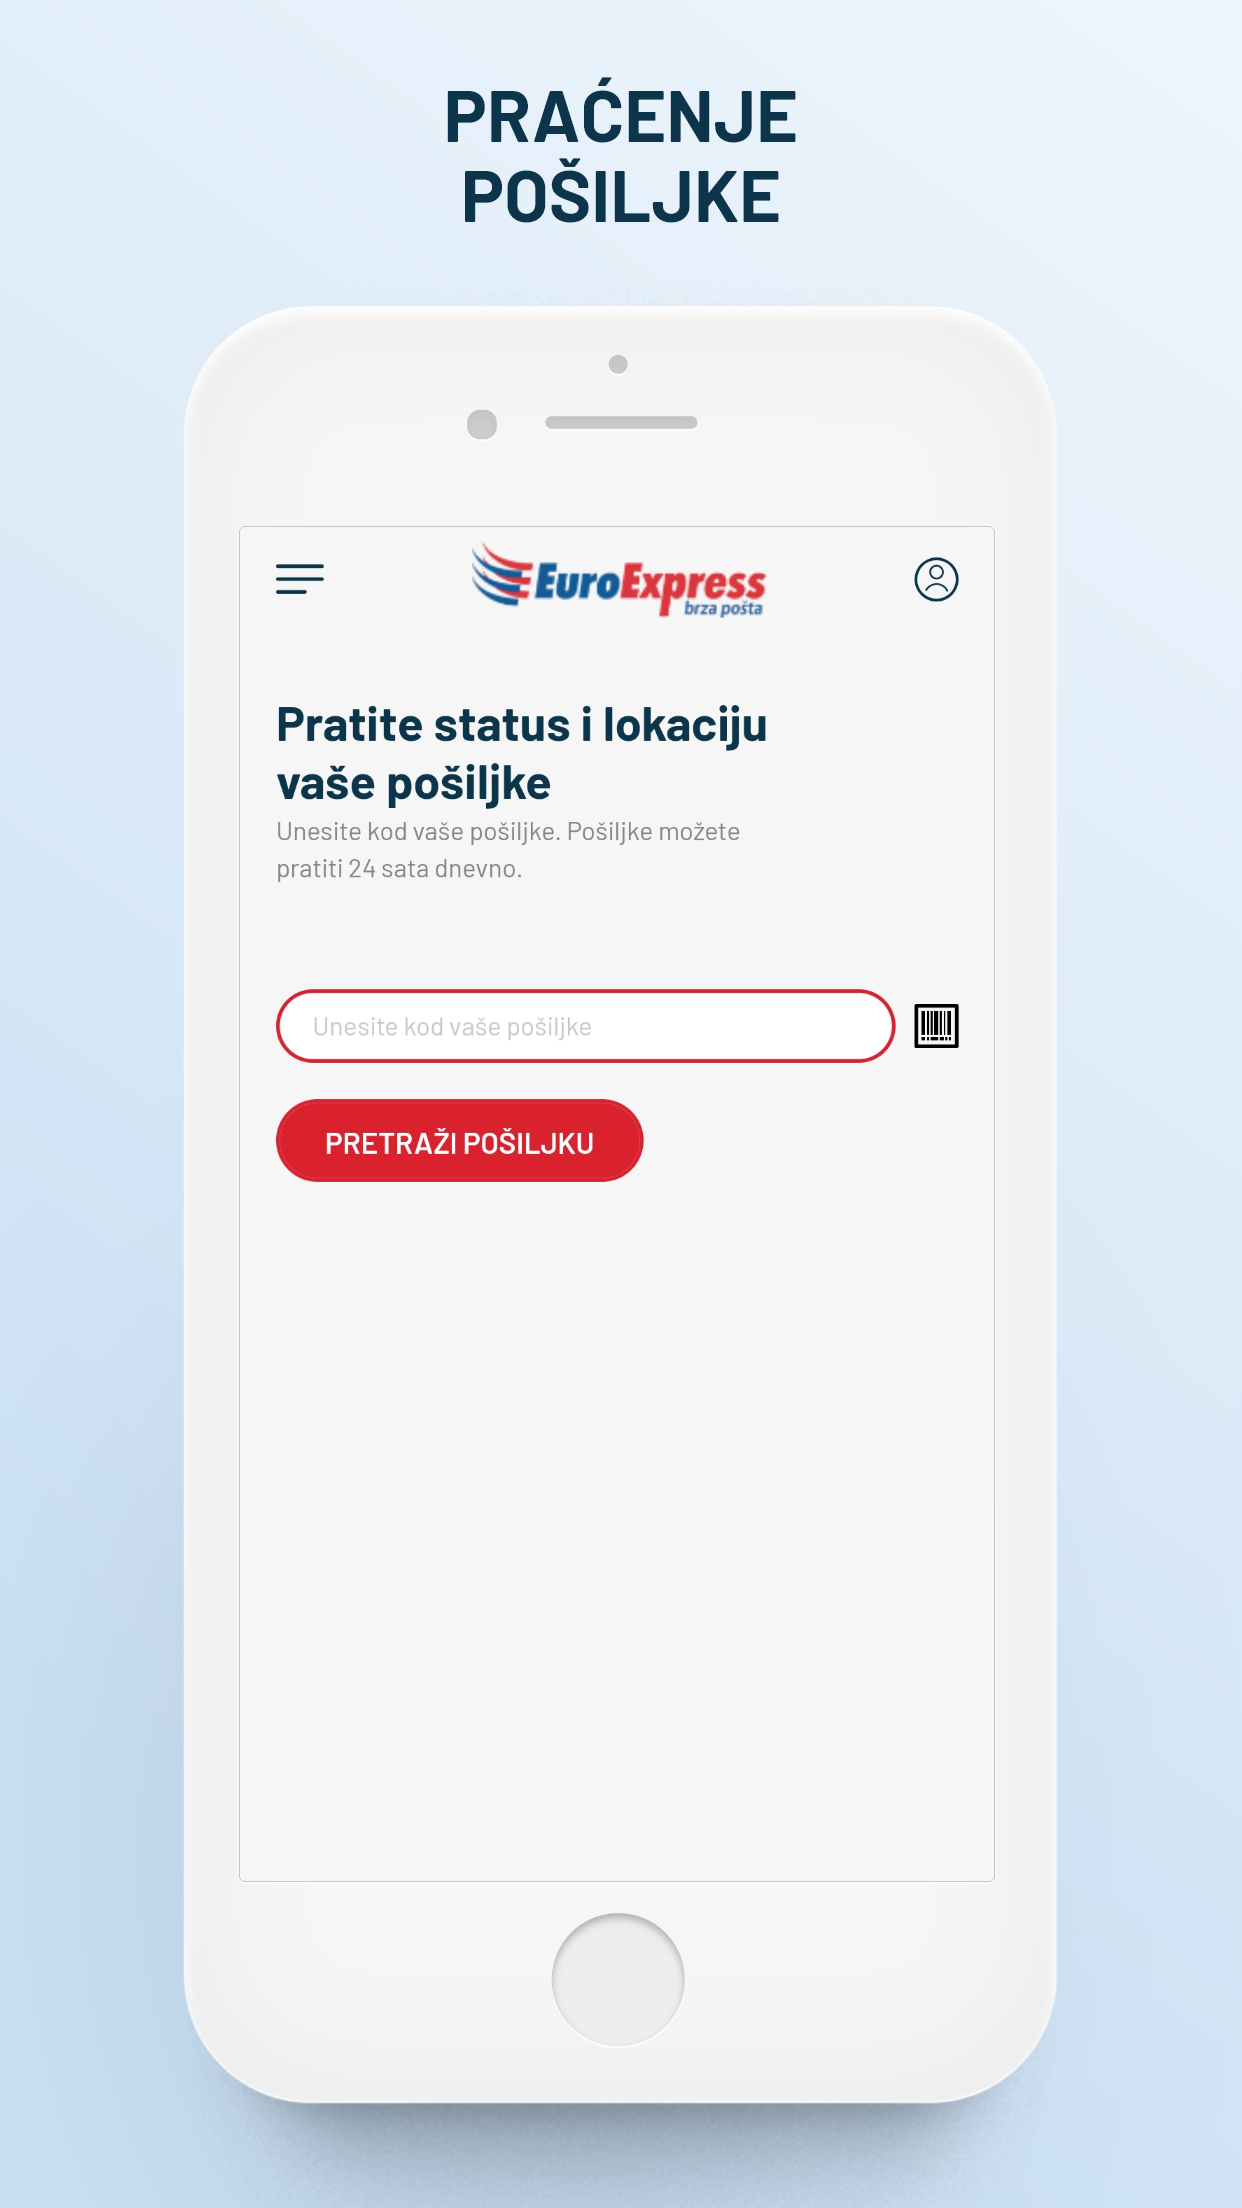 PRAĆENJE
POŠILJKE
EuroExpress
brza pošta
Pratite status i lokaciju
vaše pošiljke
Unesite kod vaše pošiljke. Pošiljke možete
pratiti 24 sata dnevno.
Unesite kod vaše pošiljke
PRETRAŽI POŠILJKU